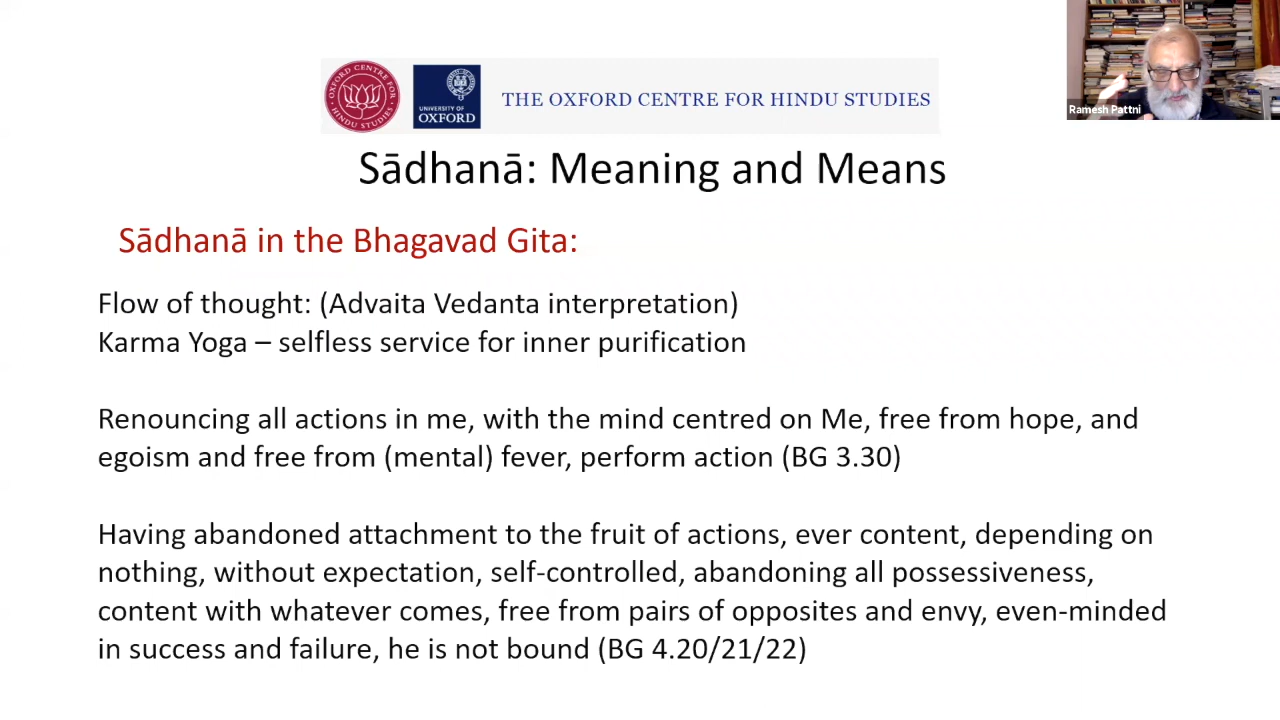 OXFORD CENTRE FOR HINDU STUDIES
UNIVERSITY OF
OXFORD
THE OXFORD CENTRE FOR HINDU STUDIES
Ramesh Pattni
Sādhanā: Meaning and Means
Sādhanā in the Bhagavad Gita:
Flow of thought: (Advaita Vedanta interpretation)
Karma Yoga – selfless service for inner purification
Renouncing all actions in me, with the mind centred on Me, free from hope, and
egoism and free from (mental) fever, perform action (BG 3.30)
Having abandoned attachment to the fruit of actions, ever content, depending on
nothing, without expectation, self-controlled, abandoning all possessiveness,
content with whatever comes, free from pairs of opposites and envy, even-minded
in success and failure, he is not bound (BG 4.20/21/22)